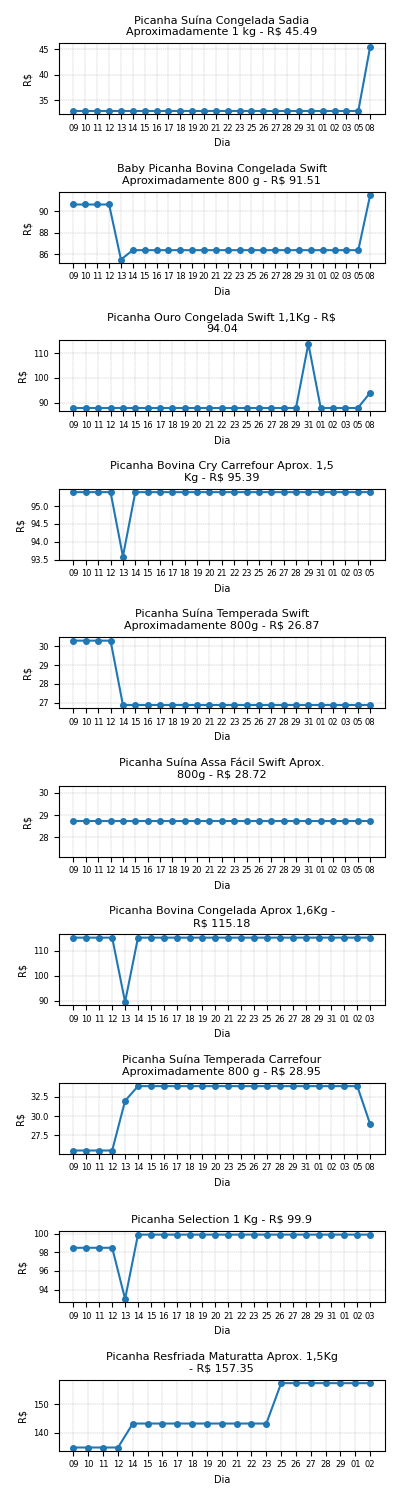 Picanha Suína Congelada Sadia
Aproximadamente 1 kg - R$ 45.49
45
40
35
R$
09 10 11 12 13 14 15 16 17 18 19 20 21 22 23 25 26 27 28 29 31 01 02 03 05 08
Dia
Baby Picanha Bovina Congelada Swift
Aproximadamente 800 g - R$ 91.51
90
88
86
R$
09 10 11 12 13 14 15 16 17 18 19 20 21 22 23 25 26 27 28 29 31 01 02 03 05 08
Dia
Picanha Ouro Congelada Swift 1,1Kg - R$
94.04
110
100
90
R$
09 10 11 12 13 14 15 16 17 18 19 20 21 22 23 25 26 27 28 29 31 01 03 05 08
Dia
Picanha Bovina Cry Carrefour Aprox. 1,5
Kg - R$ 95.39
95.0
94.5
94.0
93.5
R$
09 10 11 12 13 14 15 16 17 18 19 20 21 22 23 25 26 27 28 29 31 01 02 03 05
Dia
Picanha Suína Temperada Swift
Aproximadamente 800g - R$ 26.87
30
29
28
27
R$
09 10 11 12 14 15 16 17 18 19 20 21 22 23 25 26 27 28 29 31 01 02 03 05 08
Dia
Picanha Suína Assa Fácil Swift Aprox.
800g - R$ 28.72
30
29
28
R$
09 10 11 12 13 14 15 16 17 18 19 20 21 22 23 25 26 27 28 29 31 02 03 05 08
Dia
Picanha Bovina Congelada Aprox 1,6Kg -
R$ 115.18
110
100
90
R$
09 10 11 12 13 14 15 16 17 18 19 20 21 22 23 25 26 27 28 29 31 01 02 03
Dia
Picanha Suína Temperada Carrefour
Aproximadamente 800 g - R$ 28.95
32.5
30.0
27.5
R$
09 10 11 12 13 14 15 16 17 18 19 20 21 22 23 25 27 28 29 31 01 02 05 08
Dia
Picanha Selection 1 Kg - R$ 99.9
100
98
96
94
R$
09 10 11 12 13 14 15 16 17 18 19 20 21 22 23 25 26 27 28 29 31 01 02 03
Dia
Picanha Resfriada Maturatta Aprox. 1,5Kg
- R$ 157.35
150
140
R$
09 10 11 12 14 15 16 17 18 19 20 21 22 23 25 26 27 28 29 01 02
Dia